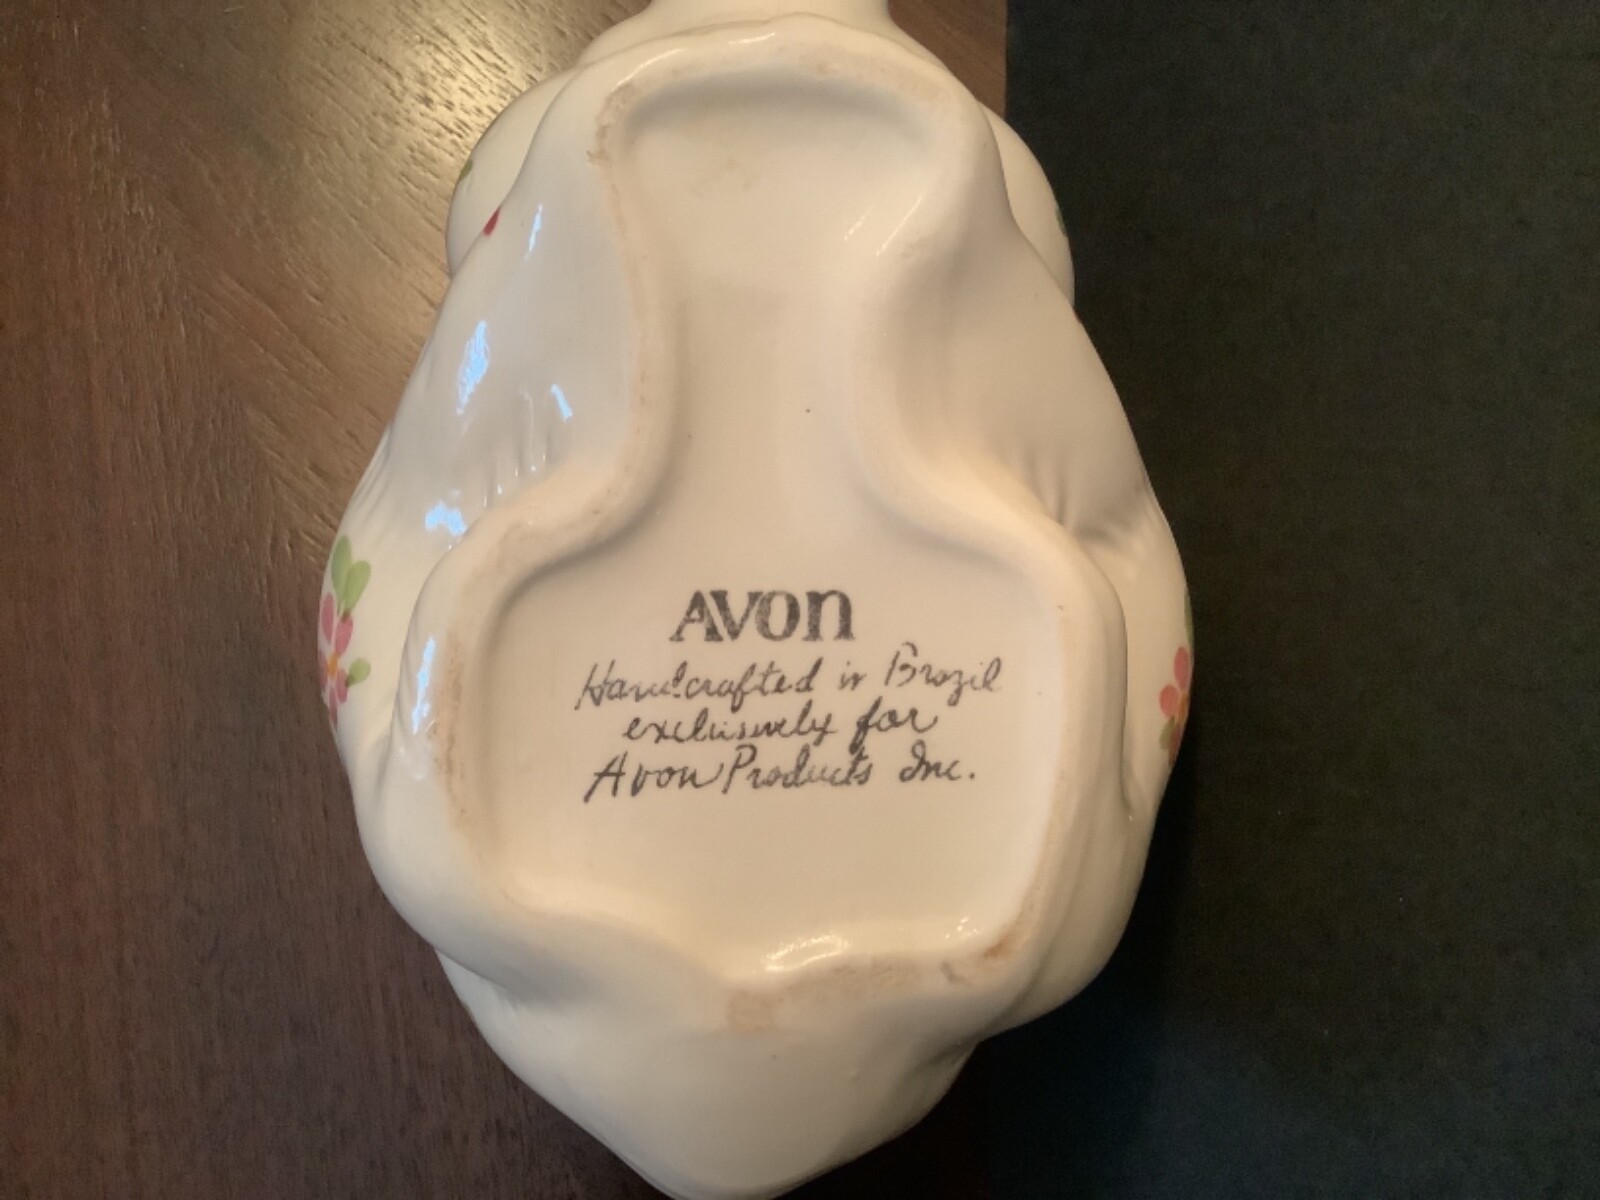 AVON
Handcrafted in Brazil
exclusively for
Avon Products Inc.